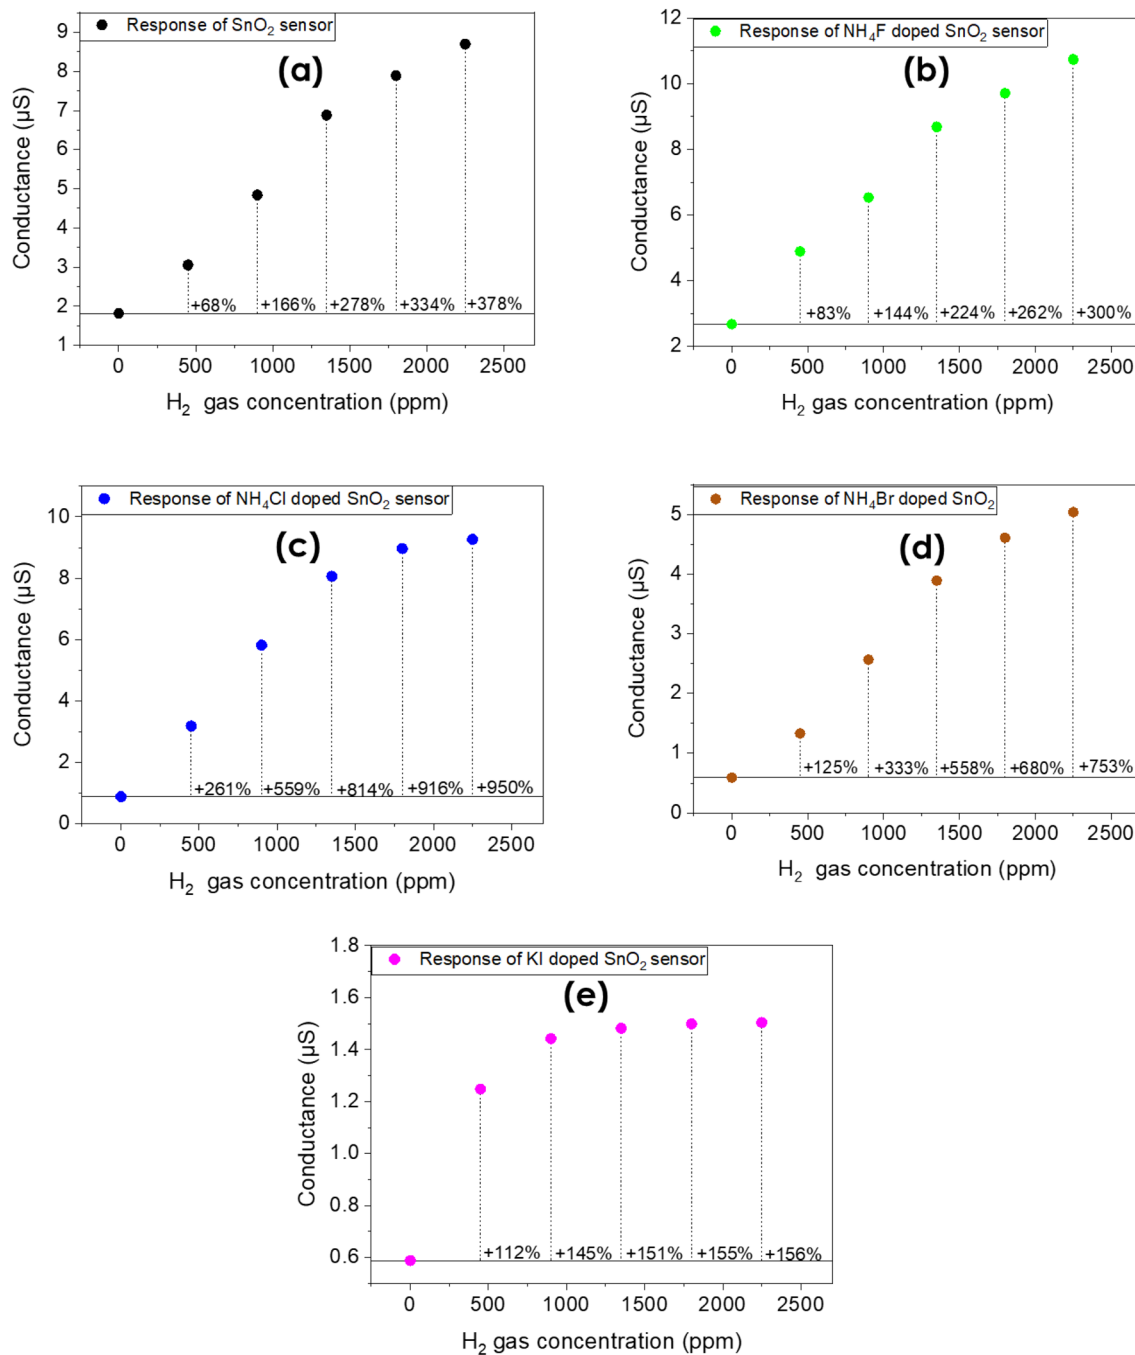 Response of SnO₂ sensor
(a)
9
8
7
6
5
4
3
2
1
Conductance (µS)
+68% +166% +278% +334% +378%
0 500 1000 1500 2000 2500
H₂ gas concentration (ppm)
Response of NH₄F doped SnO₂ sensor
(b)
12
10
8
6
4
2
Conductance (µS)
+83% +144% +224% +262% +300%
0 500 1000 1500 2000 2500
H₂ gas concentration (ppm)
Response of NH₄Cl doped SnO₂ sensor
(c)
10
8
6
4
2
0
Conductance (µS)
+261% +559% +814% +916% +950%
0 500 1000 1500 2000 2500
H₂ gas concentration (ppm)
Response of NH₄Br doped SnO₂
(d)
5
4
3
2
1
0
Conductance (µS)
+125% +333% +558% +680% +753%
0 500 1000 1500 2000 2500
H₂ gas concentration (ppm)
Response of KI doped SnO₂ sensor
(e)
1.8
1.6
1.4
1.2
1.0
0.8
0.6
Conductance (µS)
+112% +145% +151% +155% +156%
0 500 1000 1500 2000 2500
H₂ gas concentration (ppm)